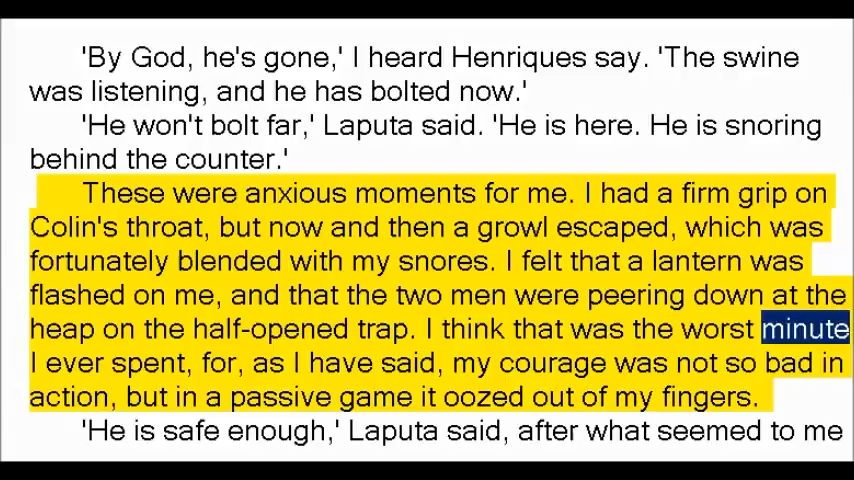 'By God, he's gone,' I heard Henriques say. 'The swine
was listening, and he has bolted now.'
'He won't bolt far,' Laputa said. 'He is here. He is snoring
behind the counter.'
These were anxious moments for me. I had a firm grip on
Colin's throat, but now and then a growl escaped, which was
fortunately blended with my snores. I felt that a lantern was
flashed on me, and that the two men were peering down at the
heap on the half-opened trap. I think that was the worst minute
I ever spent, for, as I have said, my courage was not so bad in
action, but in a passive game it oozed out of my fingers.
'He is safe enough,' Laputa said, after what seemed to me